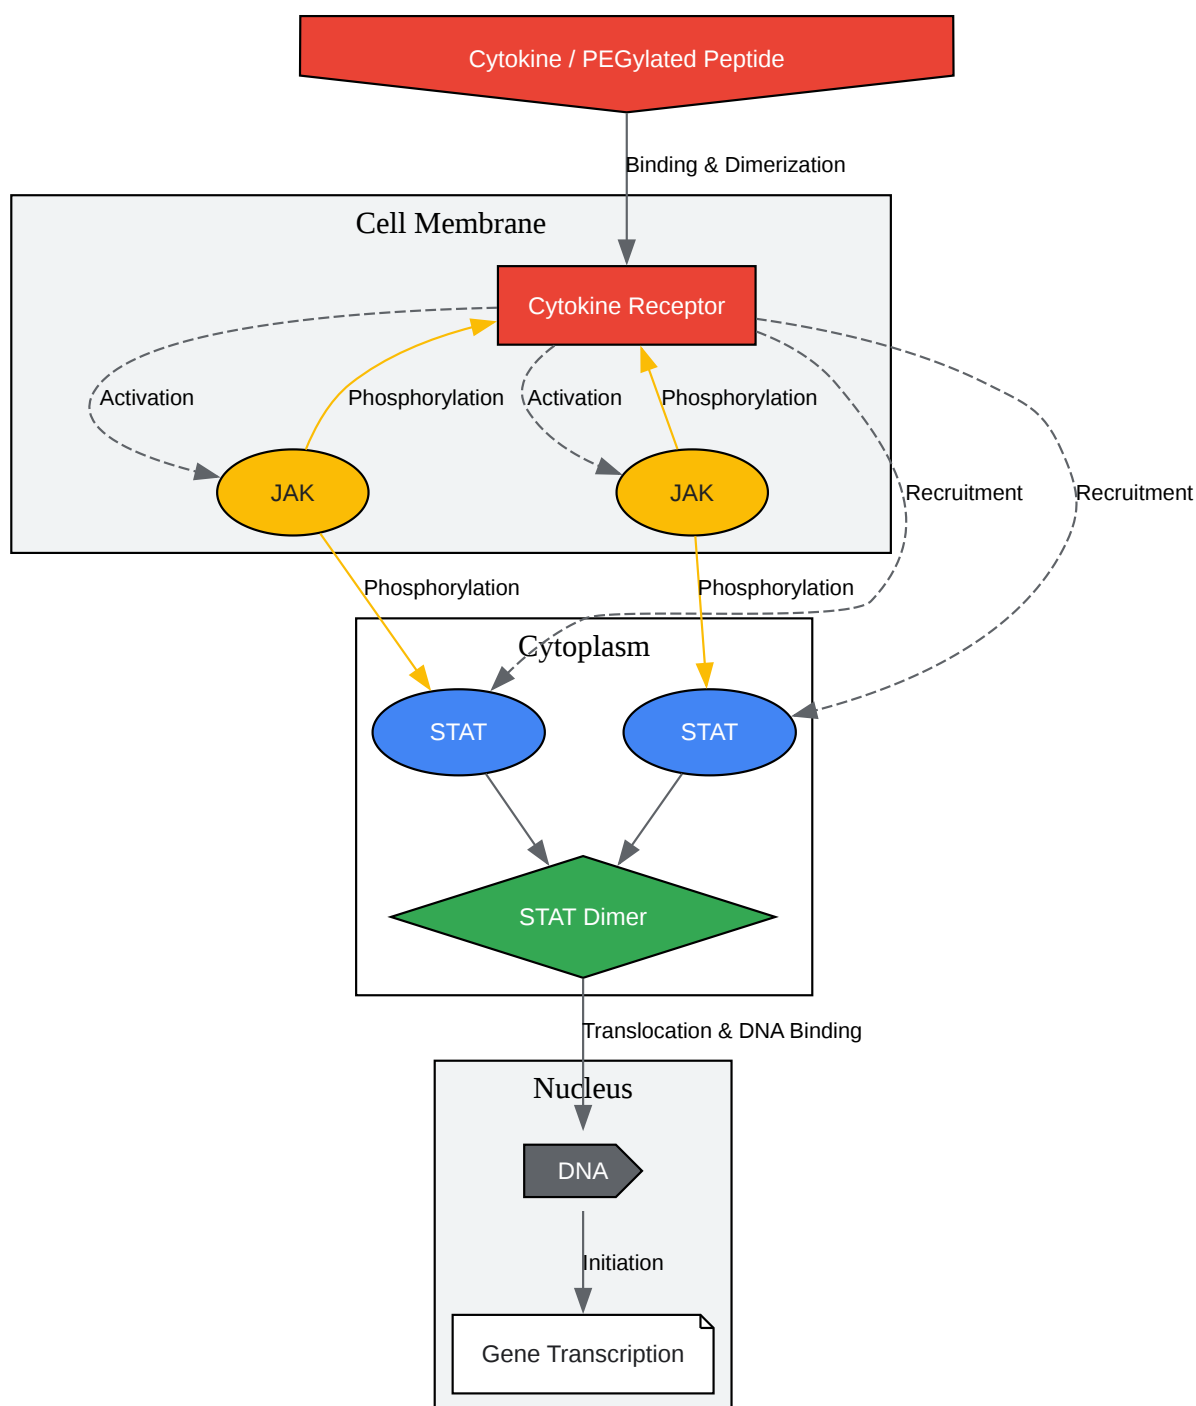 Cytokine / PEGylated Peptide
Binding & Dimerization
Cell Membrane
Cytokine Receptor
Activation
Phosphorylation
Activation
Phosphorylation
JAK
JAK
Recruitment
Recruitment
Phosphorylation
Phosphorylation
Cytoplasm
STAT
STAT
STAT Dimer
Translocation & DNA Binding
Nucleus
DNA
Initiation
Gene Transcription